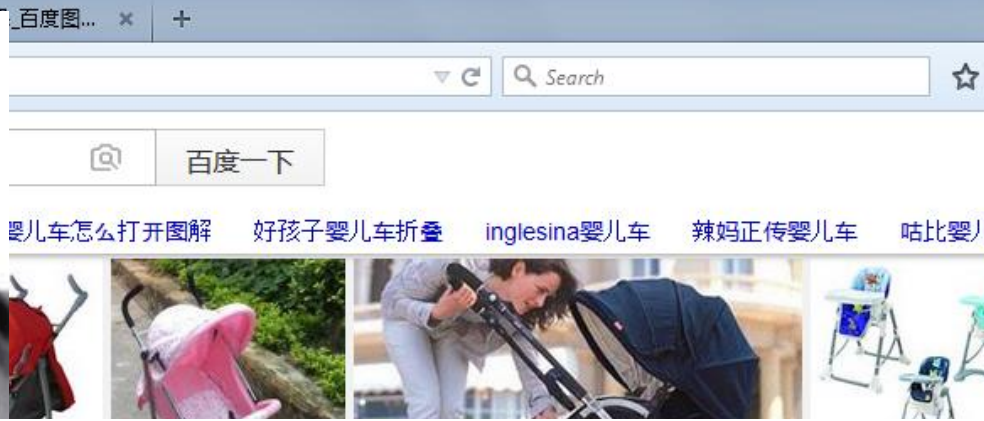 _百度图...
Search
百度一下
婴儿车怎么打开图解 好孩子婴儿车折叠 inglesina婴儿车 辣妈正传婴儿车 咕比婴